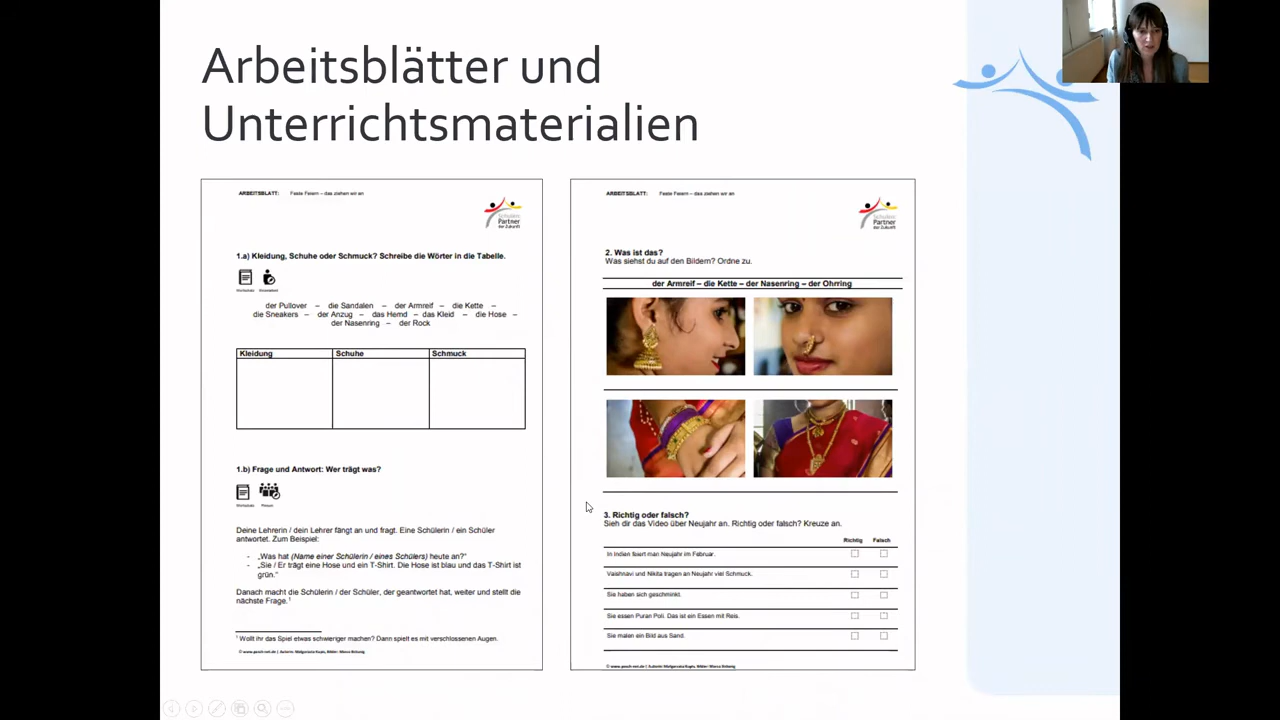 Arbeitsblätter und
Unterrichtsmaterialien
ARBEITSBLATT: Feste Feiern – das ziehen wir an
Schulen:
Partner
der Zukunft
1.a) Kleidung, Schuhe oder Schmuck? Schreibe die Wörter in die Tabelle.
der Pullover – die Sandalen – der Armreif – die Kette –
die Sneakers – der Anzug – das Hemd – das Kleid – die Hose –
der Nasenring – der Rock
Kleidung Schuhe Schmuck
1.b) Frage und Antwort: Wer trägt was?
Wortschatz Plenum
Deine Lehrerin / dein Lehrer fängt an und fragt. Eine Schülerin / ein Schüler
antwortet. Zum Beispiel:
- „Was hat (Name einer Schülerin / eines Schülers) heute an?“
- „Sie / Er trägt eine Hose und ein T-Shirt. Die Hose ist blau und das T-Shirt ist
grün.“
Danach macht die Schülerin / der Schüler, der geantwortet hat, weiter und stellt die
nächste Frage.¹
¹ Wollt ihr das Spiel etwas schwieriger machen? Dann spielt es mit verschlossenen Augen.
ARBEITSBLATT: Feste Feiern – das ziehen wir an
Schulen:
Partner
der Zukunft
2. Was ist das?
Was siehst du auf den Bildern? Ordne zu.
der Armreif – die Kette – der Nasenring – der Ohrring
3. Richtig oder falsch?
Sieh dir das Video über Neujahr an. Richtig oder falsch? Kreuze an.
Richtig Falsch
In Indien feiert man Neujahr im Februar.
Vaishnavi und Nikita tragen an Neujahr viel Schmuck.
Sie haben sich geschminkt.
Sie essen Puran Poli. Das ist ein Essen mit Reis.
Sie malen ein Bild aus Sand.